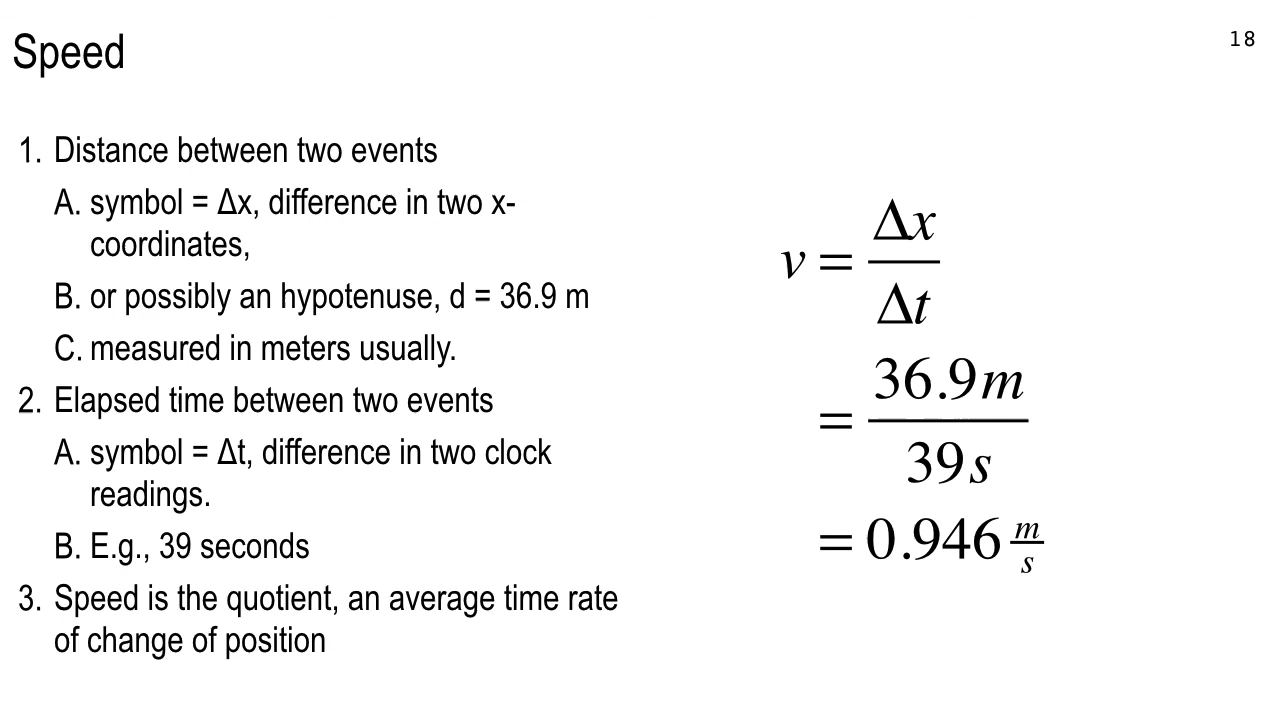 Speed
18
1. Distance between two events
A. symbol = Δx, difference in two x-
coordinates,
B. or possibly an hypotenuse, d = 36.9 m
C. measured in meters usually.
2. Elapsed time between two events
A. symbol = Δt, difference in two clock
readings.
B. E.g., 39 seconds
3. Speed is the quotient, an average time rate
of change of position
v = Δx / Δt
= 36.9 m / 39 s
= 0.946 m/s